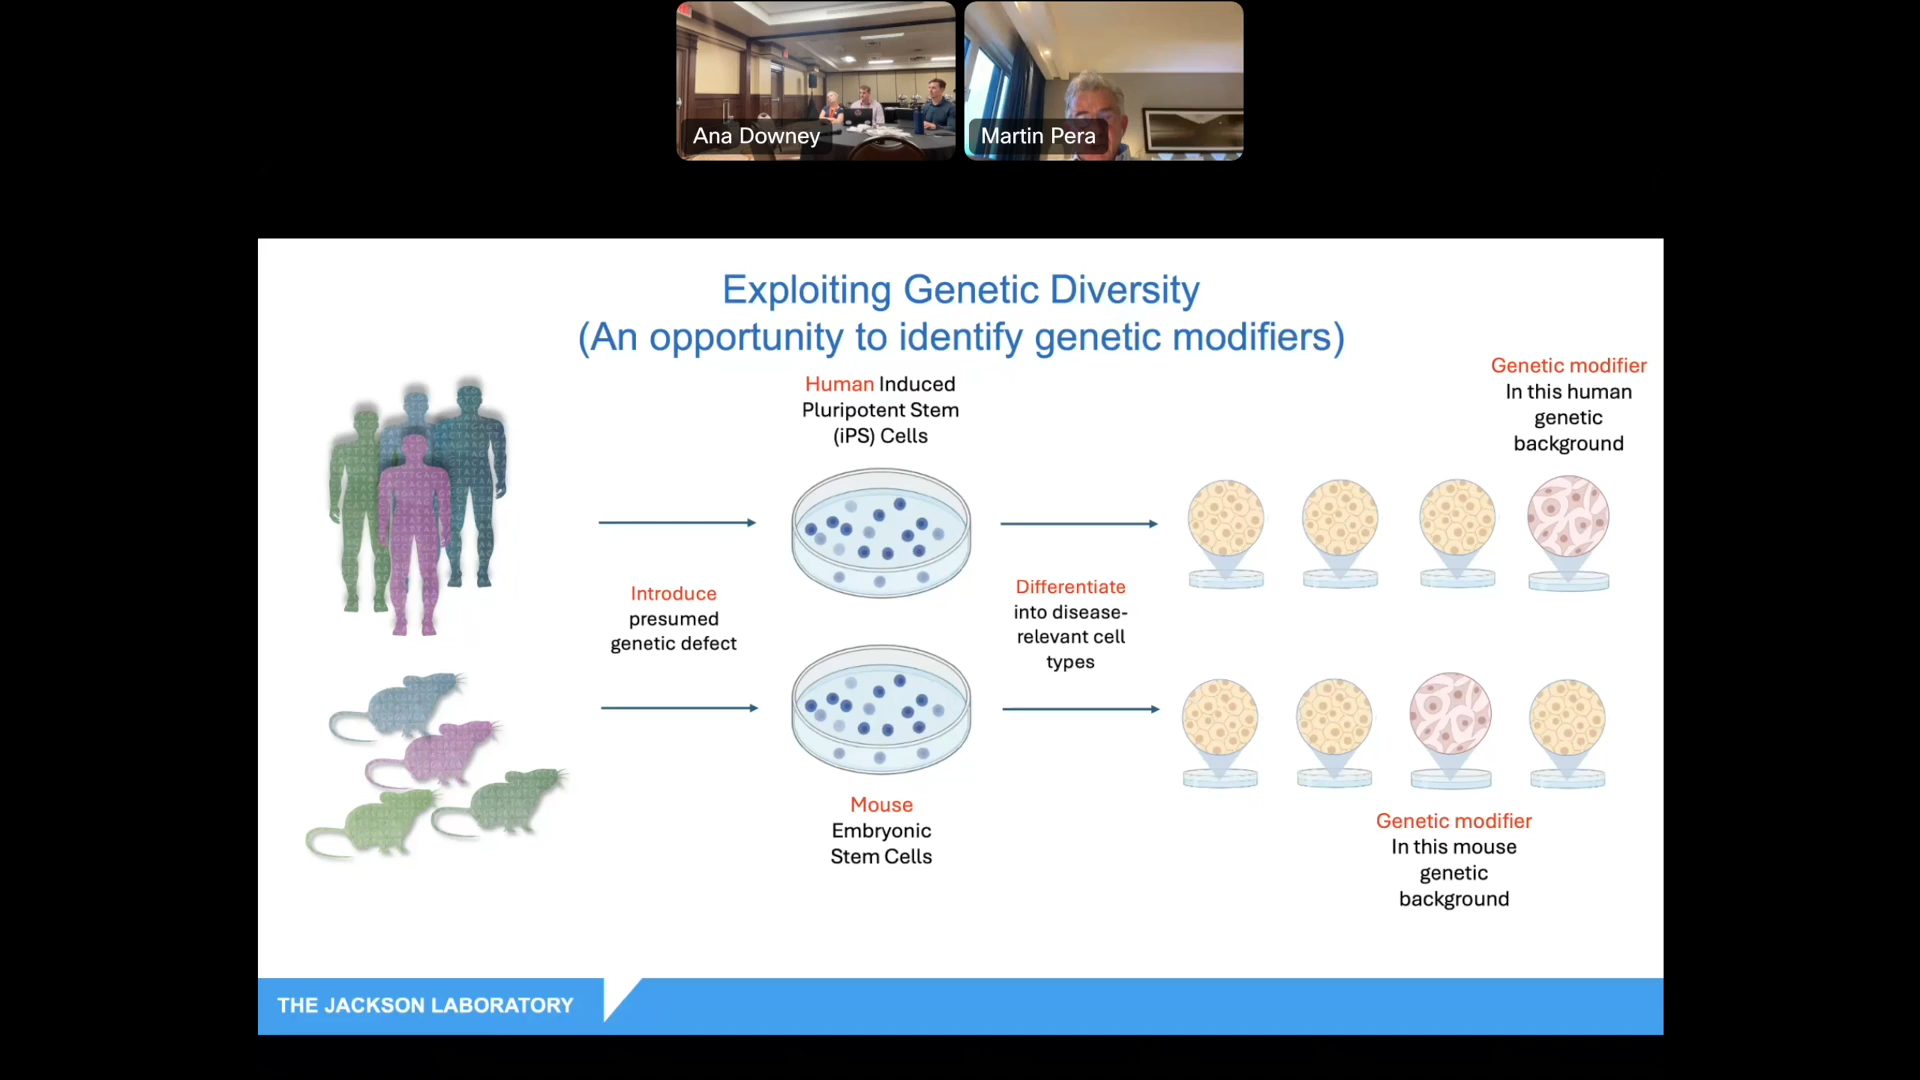 Ana Downey
Martin Pera
Exploiting Genetic Diversity
(An opportunity to identify genetic modifiers)
Human Induced
Pluripotent Stem
(iPS) Cells
Genetic modifier
In this human
genetic
background
Introduce
presumed
genetic defect
Differentiate
into disease-
relevant cell
types
Mouse
Embryonic
Stem Cells
Genetic modifier
In this mouse
genetic
background
THE JACKSON LABORATORY